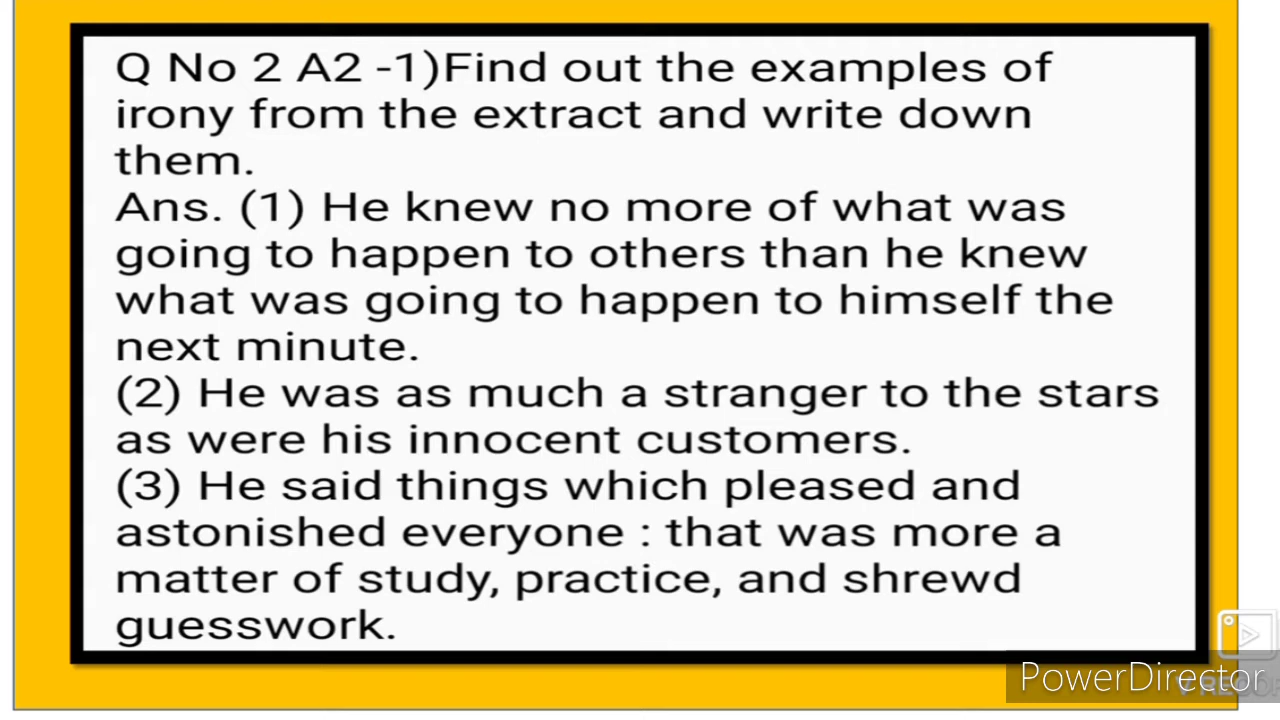 Q No 2 A2 -1)Find out the examples of
irony from the extract and write down
them.
Ans. (1) He knew no more of what was
going to happen to others than he knew
what was going to happen to himself the
next minute.
(2) He was as much a stranger to the stars
as were his innocent customers.
(3) He said things which pleased and
astonished everyone : that was more a
matter of study, practice, and shrewd
guesswork.
PowerDirector